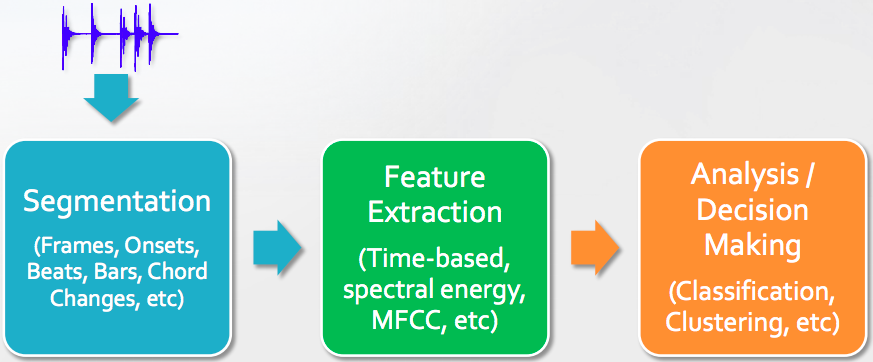 Segmentation
(Frames, Onsets,
Beats, Bars, Chord
Changes, etc)
Feature
Extraction
(Time-based,
spectral energy,
MFCC, etc)
Analysis /
Decision
Making
(Classification,
Clustering, etc)